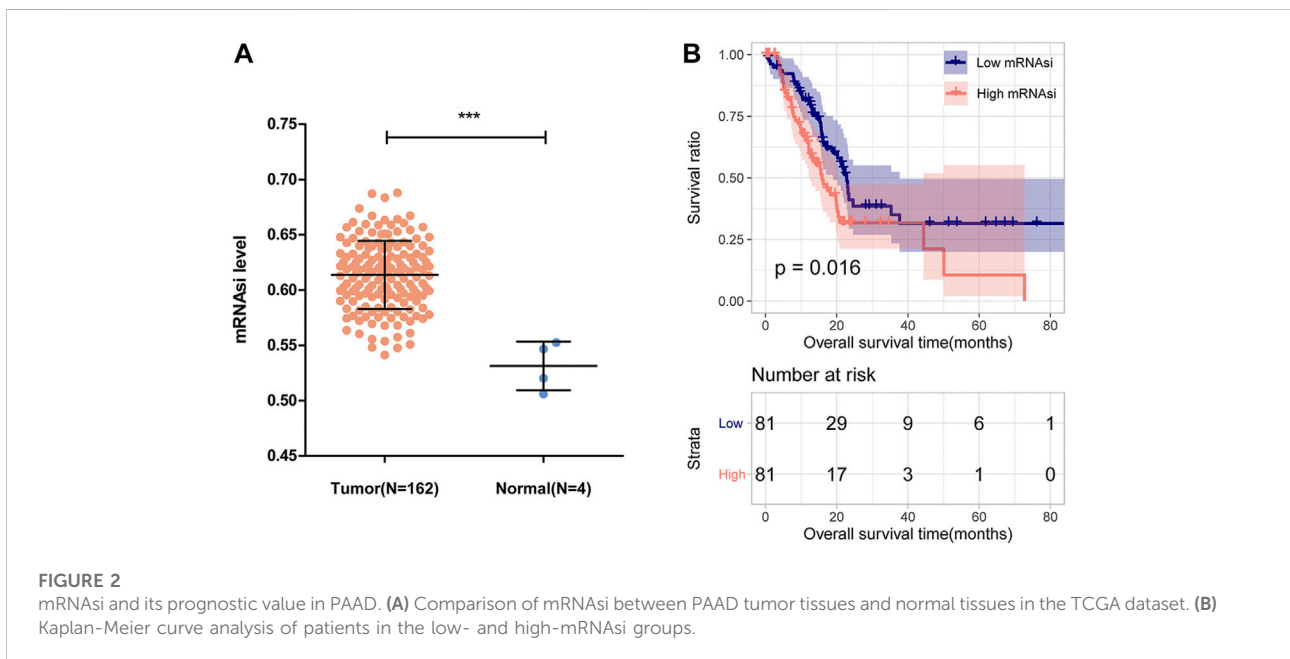 A
***
0.75
0.70
0.65
0.60
0.55
0.50
0.45
mRNAsi level
Tumor(N=162) Normal(N=4)
B
1.00
0.75
0.50
0.25
0.00
Survival ratio
Low mRNAsi
High mRNAsi
p = 0.016
0 20 40 60 80
Overall survival time(months)
Number at risk
Strata
Low 81 29 9 6 1
High 81 17 3 1 0
0 20 40 60 80
Overall survival time(months)
FIGURE 2
mRNAsi and its prognostic value in PAAD. (A) Comparison of mRNAsi between PAAD tumor tissues and normal tissues in the TCGA dataset. (B)
Kaplan-Meier curve analysis of patients in the low- and high-mRNAsi groups.